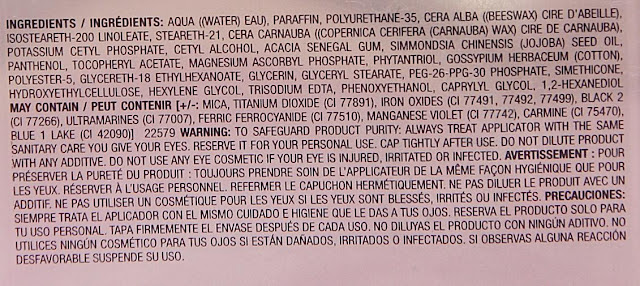 INGREDIENTS / INGRÉDIENTS: AQUA ((WATER) EAU), PARAFFIN, POLYURETHANE-35, CERA ALBA ((BEESWAX) CIRE D'ABEILLE),
ISOSTEARETH-200 LINOLEATE, STEARETH-21, CERA CARNAUBA ((COPERNICA CERIFERA (CARNAUBA) WAX) CIRE DE CARNAUBA),
POTASSIUM CETYL PHOSPHATE, CETYL ALCOHOL, ACACIA SENEGAL GUM, SIMMONDSIA CHINENSIS (JOJOBA) SEED OIL,
PANTHENOL, TOCOPHERYL ACETATE, MAGNESIUM ASCORBYL PHOSPHATE, PHYTANTRIOL, GOSSYPIUM HERBACEUM (COTTON),
POLYESTER-5, GLYCERETH-18 ETHYLHEXANOATE, GLYCERIN, GLYCERYL STEARATE, PEG-26-PPG-30 PHOSPHATE, SIMETHICONE,
HYDROXYETHYLCELLULOSE, HEXYLENE GLYCOL, TRISODIUM EDTA, PHENOXYETHANOL, CAPRYLYL GLYCOL, 1,2-HEXANEDIOL
MAY CONTAIN / PEUT CONTENIR [+/-: MICA, TITANIUM DIOXIDE (CI 77891), IRON OXIDES (CI 77491, 77492, 77499), BLACK 2
(CI 77266), ULTRAMARINES (CI 77007), FERRIC FERROCYANIDE (CI 77510), MANGANESE VIOLET (CI 77742), CARMINE (CI 75470),
BLUE 1 LAKE (CI 42090)] 22579 WARNING: TO SAFEGUARD PRODUCT PURITY: ALWAYS TREAT APPLICATOR WITH THE SAME
SANITARY CARE YOU GIVE YOUR EYES. RESERVE IT FOR YOUR PERSONAL USE. CAP TIGHTLY AFTER USE. DO NOT DILUTE PRODUCT
WITH ANY ADDITIVE. DO NOT USE ANY EYE COSMETIC IF YOUR EYE IS INJURED, IRRITATED OR INFECTED. AVERTISSEMENT : POUR
PRÉSERVER LA PURETÉ DU PRODUIT : TOUJOURS PRENDRE SOIN DE L'APPLICATEUR DE LA MÊME FAÇON HYGIÉNIQUE QUE POUR
LES YEUX. RÉSERVER À L'USAGE PERSONNEL. REFERMER LE CAPUCHON HERMÉTIQUEMENT. NE PAS DILUER LE PRODUIT AVEC UN
ADDITIF. NE PAS UTILISER UN COSMÉTIQUE POUR LES YEUX SI LES YEUX SONT BLESSÉS, IRRITÉS OU INFECTÉS. PRECAUCIONES:
SIEMPRE TRATA EL APLICADOR CON EL MISMO CUIDADO E HIGIENE QUE LE DAS A TUS OJOS. RESERVA EL PRODUCTO SOLO PARA
TU USO PERSONAL. TAPA FIRMEMENTE EL ENVASE DESPUÉS DE CADA USO. NO DILUYAS EL PRODUCTO CON NINGÚN ADITIVO. NO
UTILICES NINGÚN COSMÉTICO PARA TUS OJOS SI ESTÁN DAÑADOS, IRRITADOS O INFECTADOS. SI OBSERVAS ALGUNA REACCIÓN
DESFAVORABLE SUSPENDE SU USO.